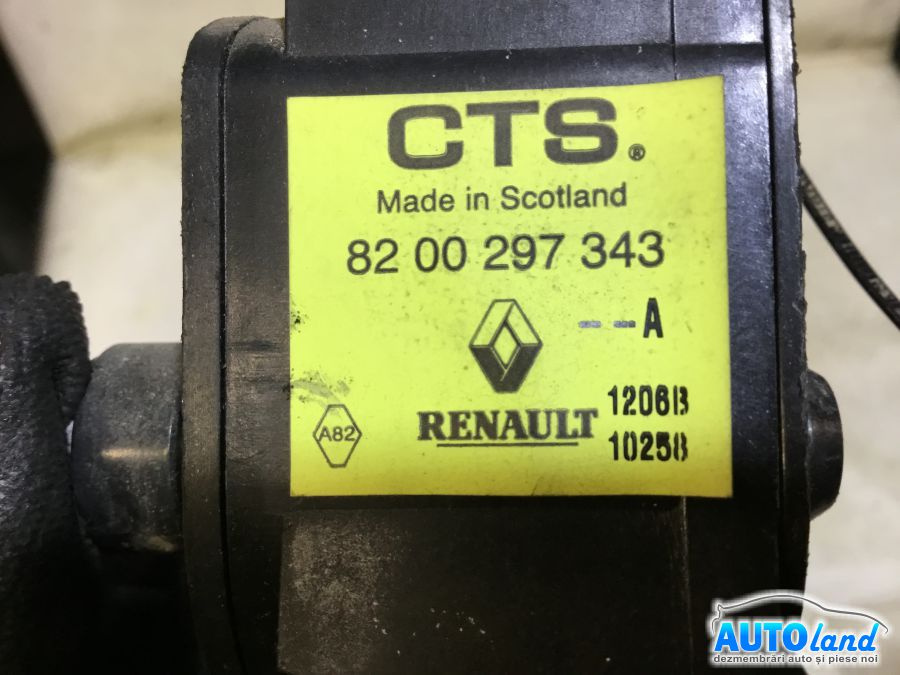 CTS.®
Made in Scotland
82 00 297 343
--A
A82
RENAULT
1206B
10258
AUTOland
dezmembrări auto și piese noi